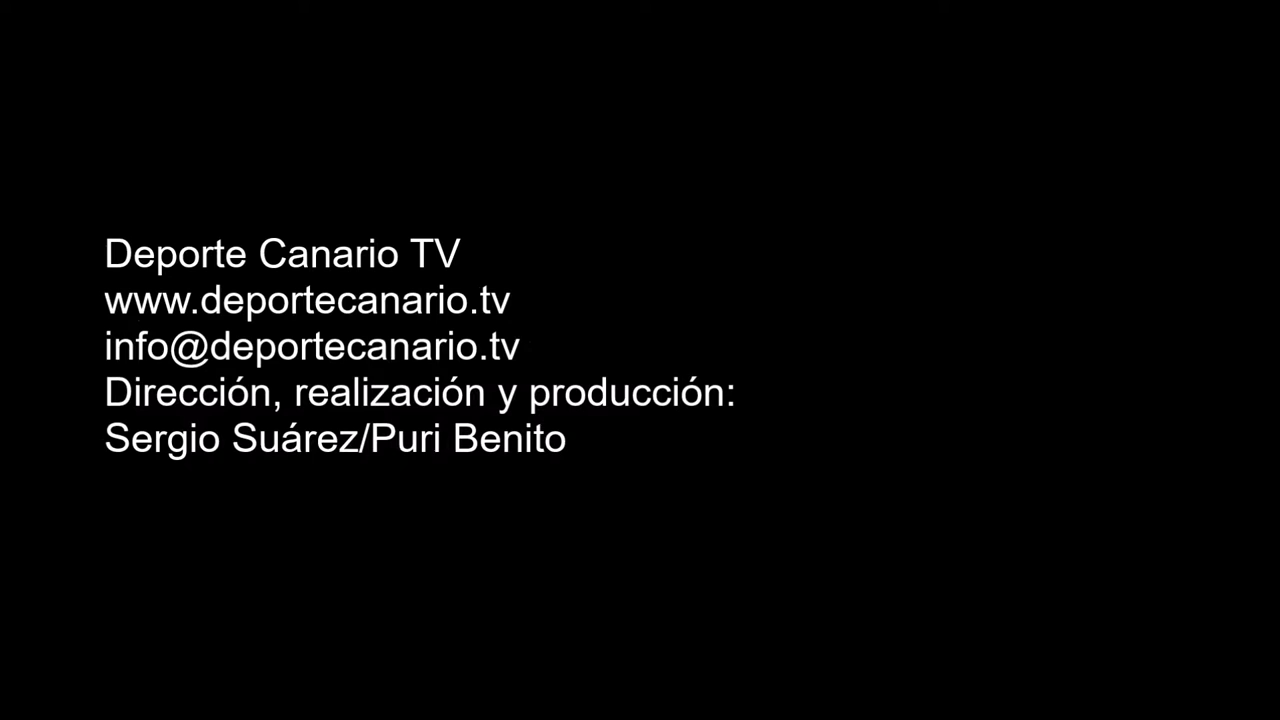 Deporte Canario TV
www.deportecanario.tv
info@deportecanario.tv
Dirección, realización y producción:
Sergio Suárez/Puri Benito